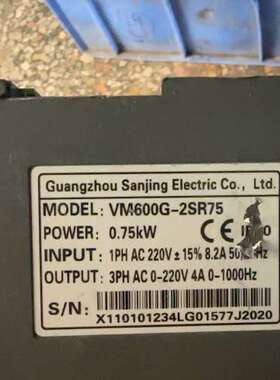 Guangzhou Sanjing Electric Co., Ltd.
MODEL: VM600G-2SR75
POWER: 0.75kW CE
INPUT: 1PH AC 220V ± 15% 8.2A
OUTPUT: 3PH AC 0-220V 4A 0-1000Hz
S/N: X110101234LG01577J2020